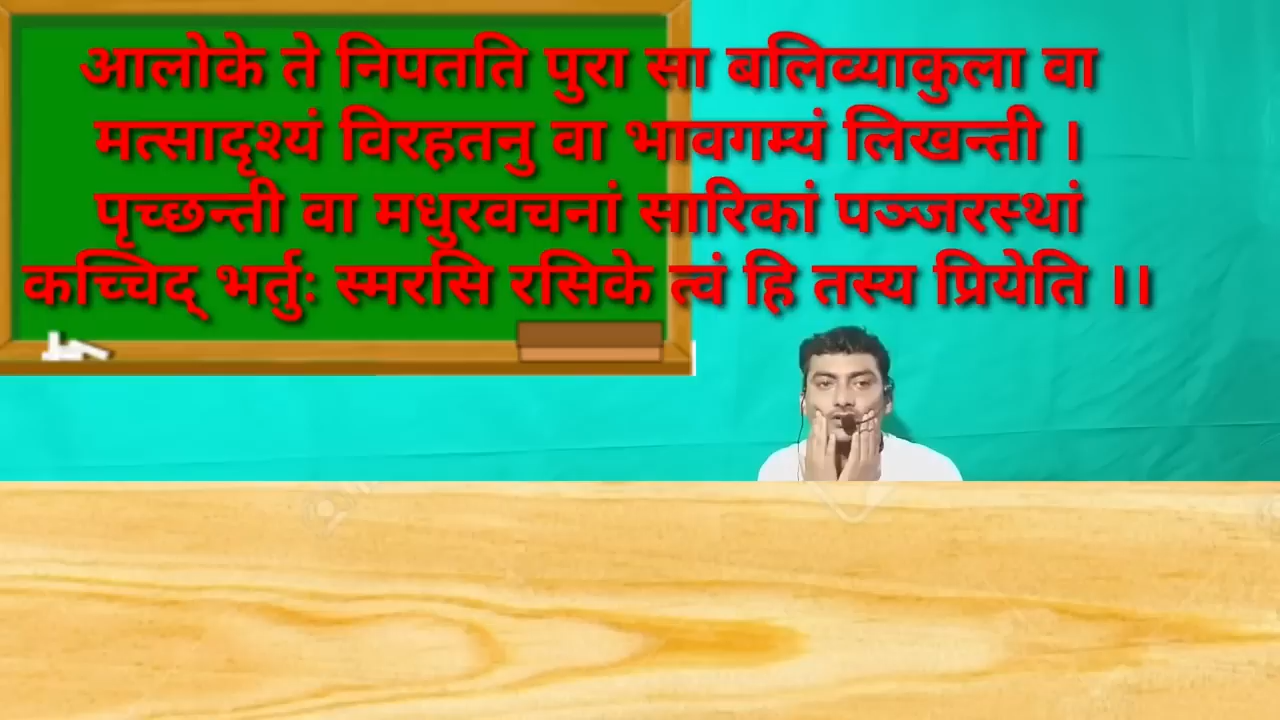 आलोके ते निपतति पुरा सा बलिव्याकुला वा
मत्सादृश्यं विरहतनु वा भावगम्यं लिखन्ती ।
पृच्छन्ती वा मधुरवचनां सारिकां पञ्जरस्थां
कच्चिद् भर्तुः स्मरसि रसिके त्वं हि तस्य प्रियेति ।।